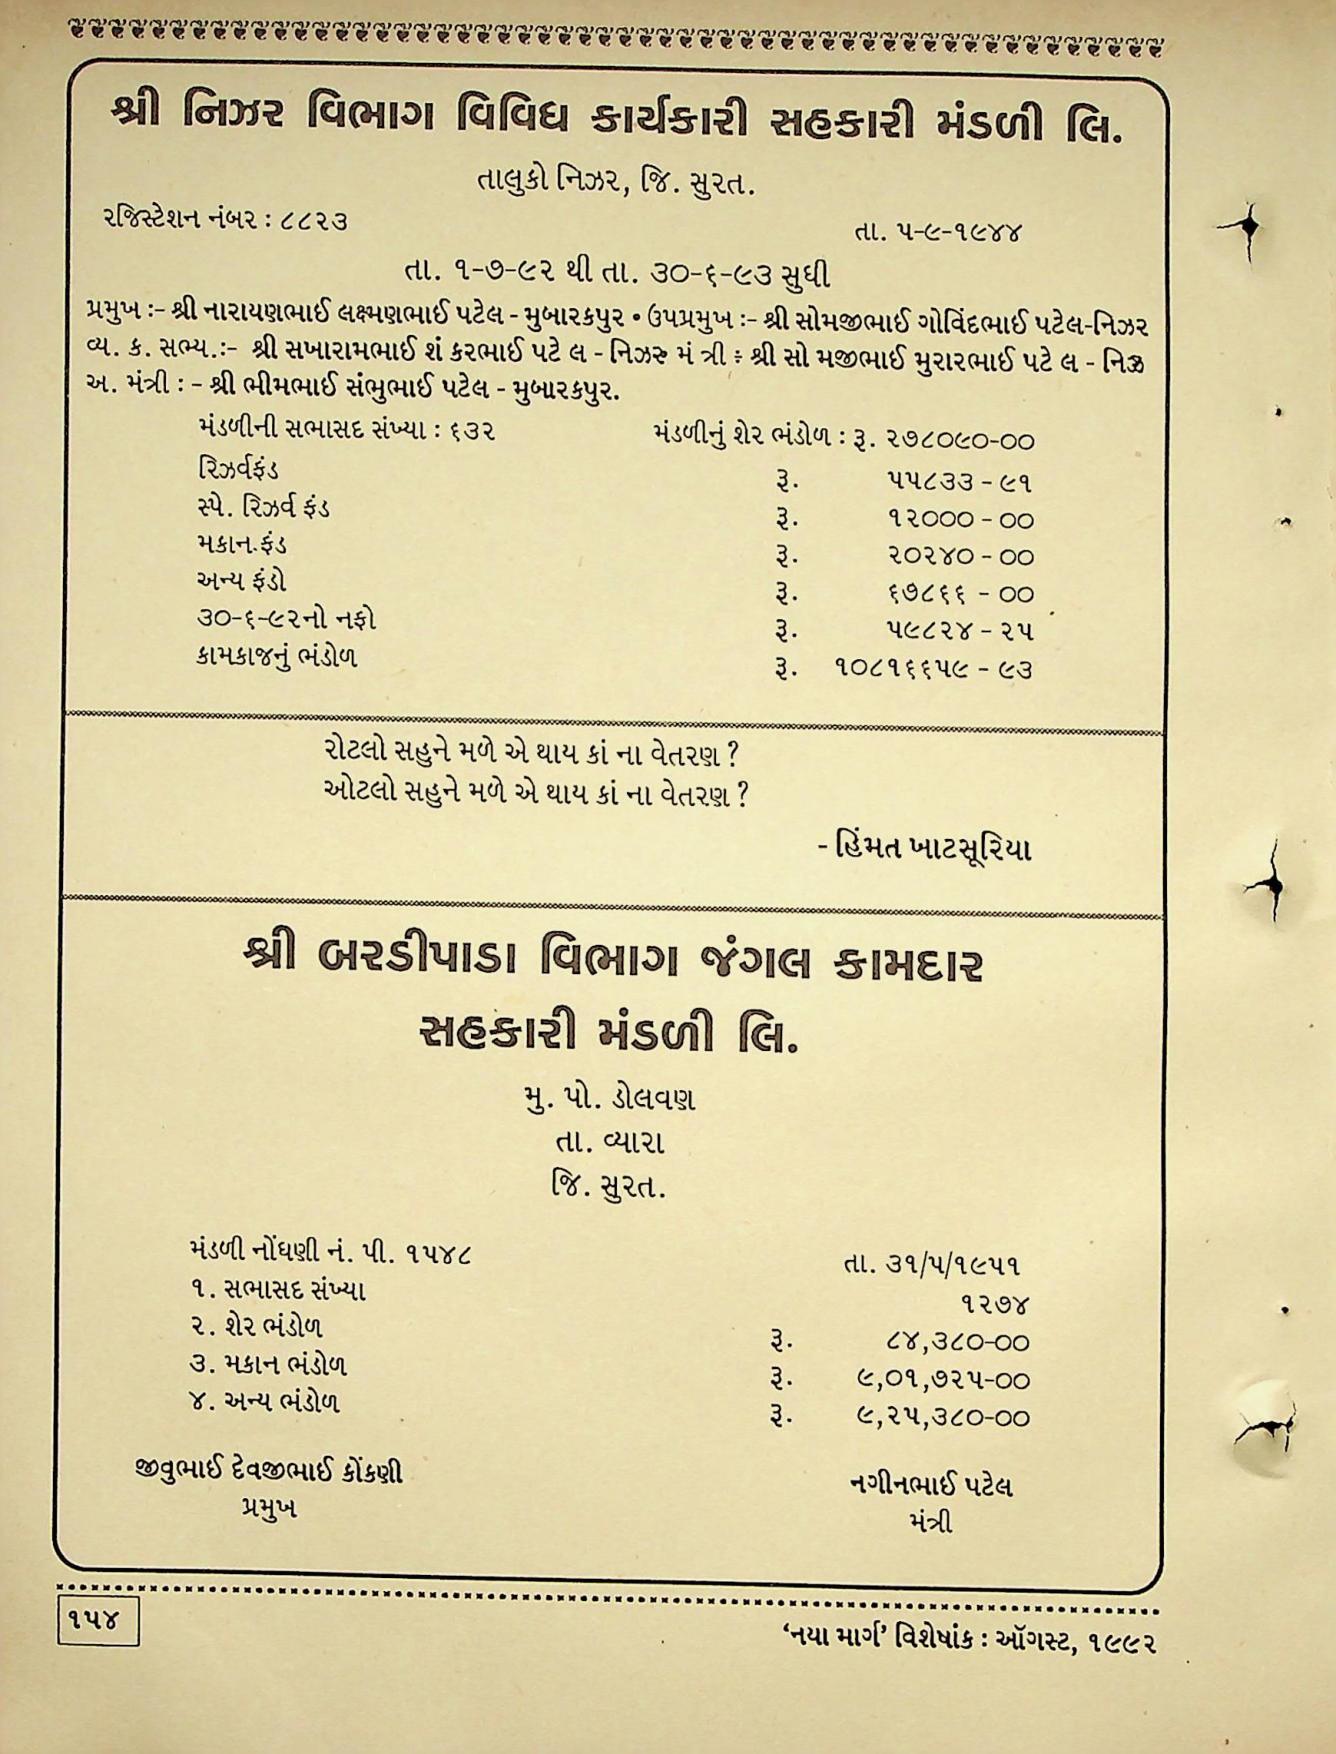 શ્રી નિઝર વિભાગ વિવિધ કાર્યકારી સહકારી મંડળી લિ.
તાલુકો નિઝર, જિ. સુરત.
રજિસ્ટેશન નંબર : ૮૮૨૩ તા. ૫-૯-૧૯૪૪
તા. ૧-૭-૯૨ થી તા. ૩૦-૬-૯૩ સુધી
પ્રમુખ :- શ્રી નારાયણભાઈ લક્ષ્મણભાઈ પટેલ - મુબારકપુર • ઉપપ્રમુખ :- શ્રી સોમજીભાઈ ગોવિંદભાઈ પટેલ-નિઝર
વ્ય. ક. સભ્ય.:- શ્રી સખારામભાઈ શંકરભાઈ પટેલ - નિઝર મંત્રી : શ્રી સોમજીભાઈ મુરારભાઈ પટેલ - નિઝર
અ. મંત્રી : - શ્રી ભીમભાઈ સંભુભાઈ પટેલ - મુબારકપુર.
મંડળીની સભાસદ સંખ્યા : ૬૩૨ મંડળીનું શેર ભંડોળ : રૂ. ૨૭૮૦૯૦-૦૦
રિઝર્વફંડ રૂ. ૫૫૮૩૩ - ૯૧
સ્પે. રિઝર્વ ફંડ રૂ. ૧૨૦૦૦ - ૦૦
મકાન ફંડ રૂ. ૨૦૨૪૦ - ૦૦
અન્ય ફંડો રૂ. ૬૭૮૬૬ - ૦૦
૩૦-૬-૯૨નો નફો રૂ. ૫૯૮૨૪ - ૨૫
કામકાજનું ભંડોળ રૂ. ૧૦૮૧૬૬૫૯ - ૯૩
રોટલો સહુને મળે એ થાય કાં ના વેતરણ ?
ઓટલો સહુને મળે એ થાય કાં ના વેતરણ ?
- હિંમત ખાટસૂરિયા
શ્રી બરડીપાડા વિભાગ જંગલ કામદાર
સહકારી મંડળી લિ.
મુ. પો. ડોલવણ
તા. વ્યારા
જિ. સુરત.
મંડળી નોંધણી નં. પી. ૧૫૪૮ તા. ૩૧/૫/૧૯૫૧
૧. સભાસદ સંખ્યા ૧૨૭૪
૨. શેર ભંડોળ રૂ. ૮૪,૩૮૦-૦૦
૩. મકાન ભંડોળ રૂ. ૯,૦૧,૭૨૫-૦૦
૪. અન્ય ભંડોળ રૂ. ૯,૨૫,૩૮૦-૦૦
જીવુભાઈ દેવજીભાઈ કોંકણી નગીનભાઈ પટેલ
પ્રમુખ મંત્રી
૧૫૪ ‘નયા માર્ગ’ વિશેષાંક : ઑગસ્ટ, ૧૯૯૨